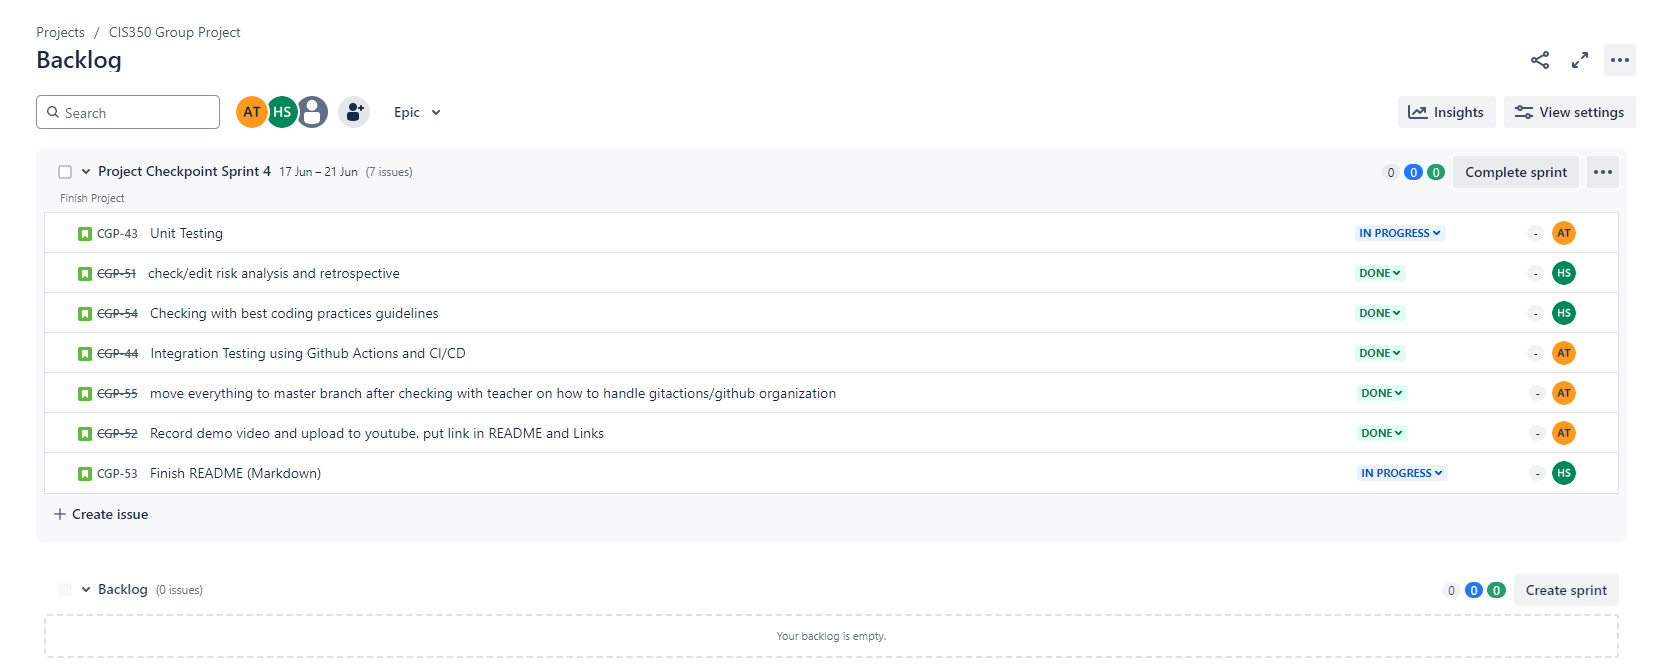 Projects / CIS350 Group Project
Backlog
Search AT HS Epic Insights View settings
Project Checkpoint Sprint 4 17 Jun – 21 Jun (7 issues) 0 0 0 Complete sprint
Finish Project
CGP-43 Unit Testing IN PROGRESS - AT
CGP-51 check/edit risk analysis and retrospective DONE - HS
CGP-54 Checking with best coding practices guidelines DONE - HS
CGP-44 Integration Testing using Github Actions and CI/CD DONE - AT
CGP-55 move everything to master branch after checking with teacher on how to handle gitactions/github organization DONE - AT
CGP-52 Record demo video and upload to youtube. put link in README and Links DONE - AT
CGP-53 Finish README (Markdown) IN PROGRESS - HS
+ Create issue
Backlog (0 issues) 0 0 0 Create sprint
Your backlog is empty.